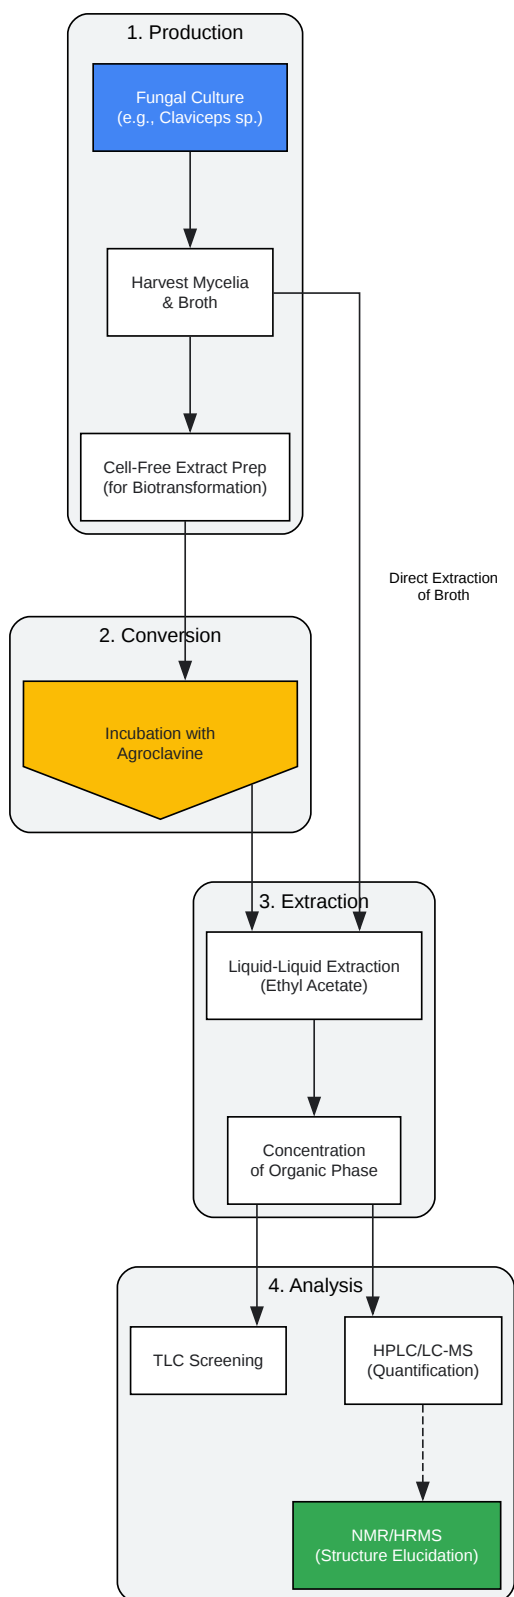 1. Production
Fungal Culture
(e.g., Claviceps sp.)
Harvest Mycelia
& Broth
Cell-Free Extract Prep
(for Biotransformation)
Direct Extraction
of Broth
2. Conversion
Incubation with
Agroclavine
3. Extraction
Liquid-Liquid Extraction
(Ethyl Acetate)
Concentration
of Organic Phase
4. Analysis
TLC Screening
HPLC/LC-MS
(Quantification)
NMR/HRMS
(Structure Elucidation)